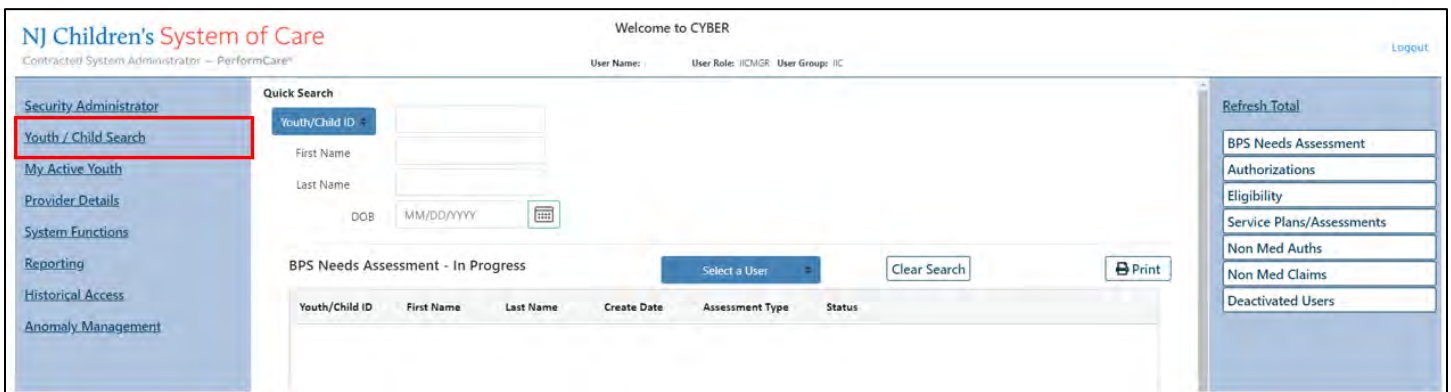 NJ Children's System of Care
Contracted System Administrator — PerformCare®
Welcome to CYBER
User Name: User Role: IICMGR User Group: IIC
Logout
Security Administrator
Youth / Child Search
My Active Youth
Provider Details
System Functions
Reporting
Historical Access
Anomaly Management
Quick Search
Youth/Child ID
First Name
Last Name
DOB MM/DD/YYYY
BPS Needs Assessment - In Progress Select a User Clear Search Print
Youth/Child ID First Name Last Name Create Date Assessment Type Status
Refresh Total
BPS Needs Assessment
Authorizations
Eligibility
Service Plans/Assessments
Non Med Auths
Non Med Claims
Deactivated Users